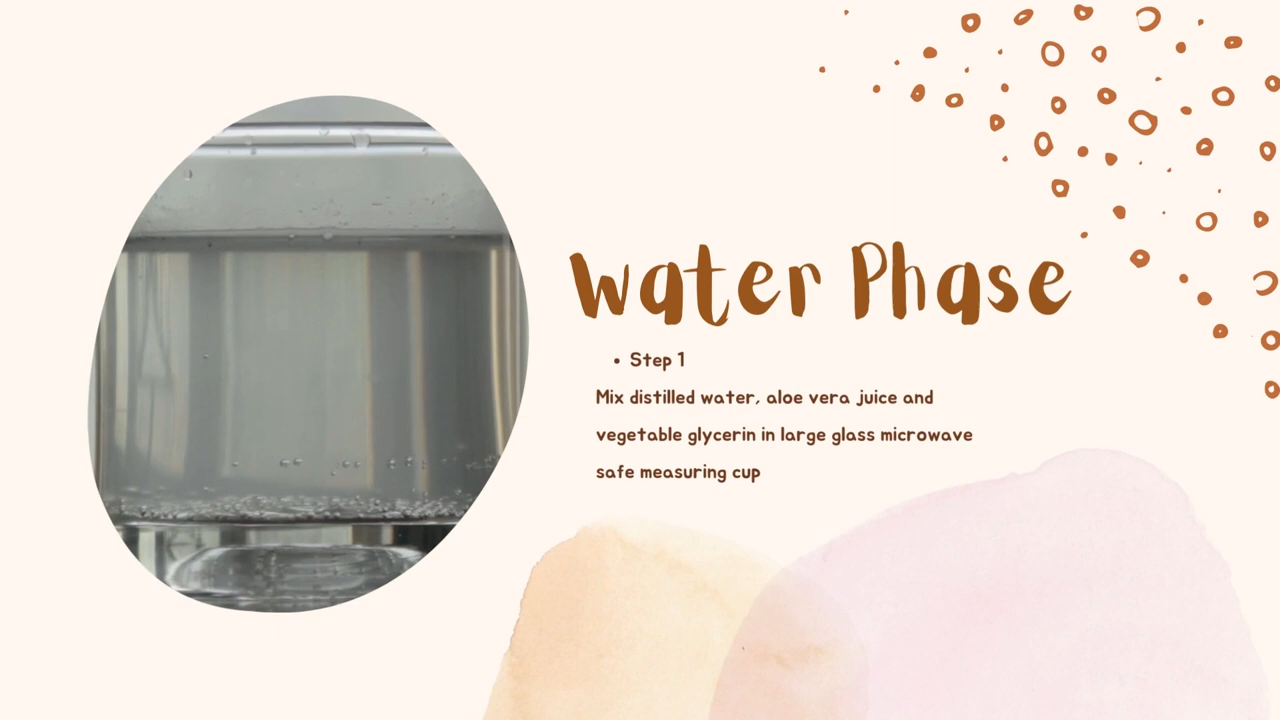 Water Phase
• Step 1
Mix distilled water, aloe vera juice and
vegetable glycerin in large glass microwave
safe measuring cup